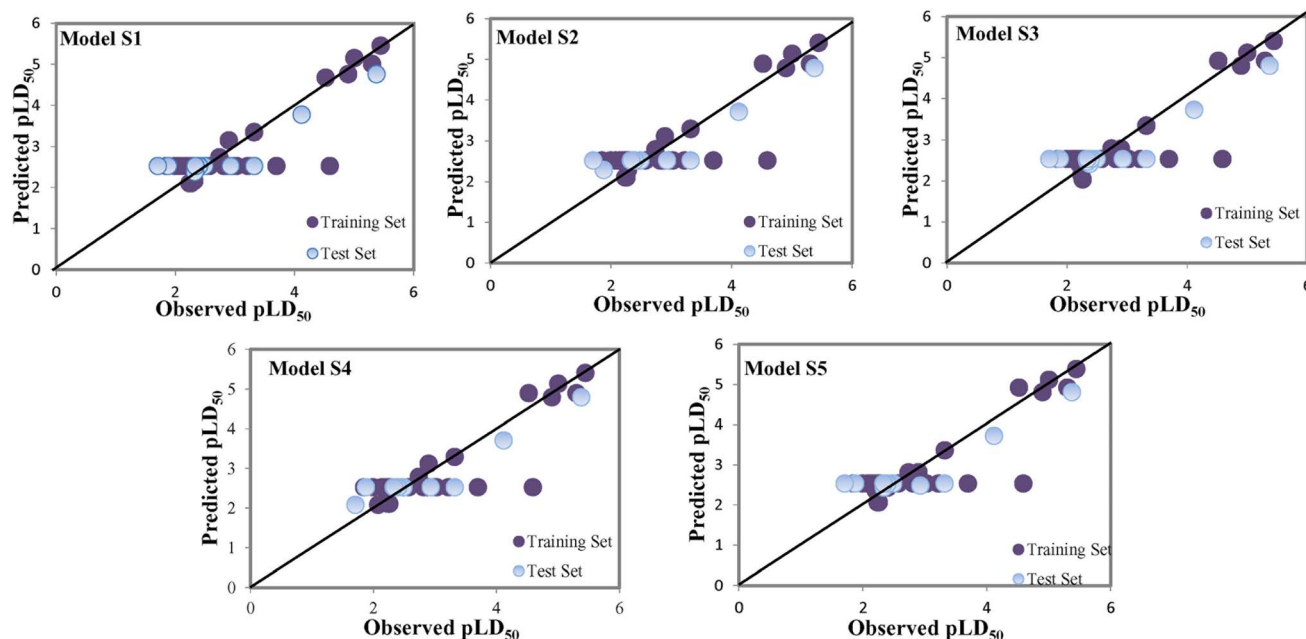 Model S1
Predicted pLD50
6
5
4
3
2
1
0
Training Set
Test Set
0 2 4 6
Observed pLD50
Model S2
Predicted pLD50
6
5
4
3
2
1
0
Training Set
Test Set
0 2 4 6
Observed pLD50
Model S3
Predicted pLD50
6
5
4
3
2
1
0
Training Set
Test Set
0 2 4 6
Observed pLD50
Model S4
Predicted pLD50
6
5
4
3
2
1
0
Training Set
Test Set
0 2 4 6
Observed pLD50
Model S5
Predicted pLD50
6
5
4
3
2
1
0
Training Set
Test Set
0 2 4 6
Observed pLD50